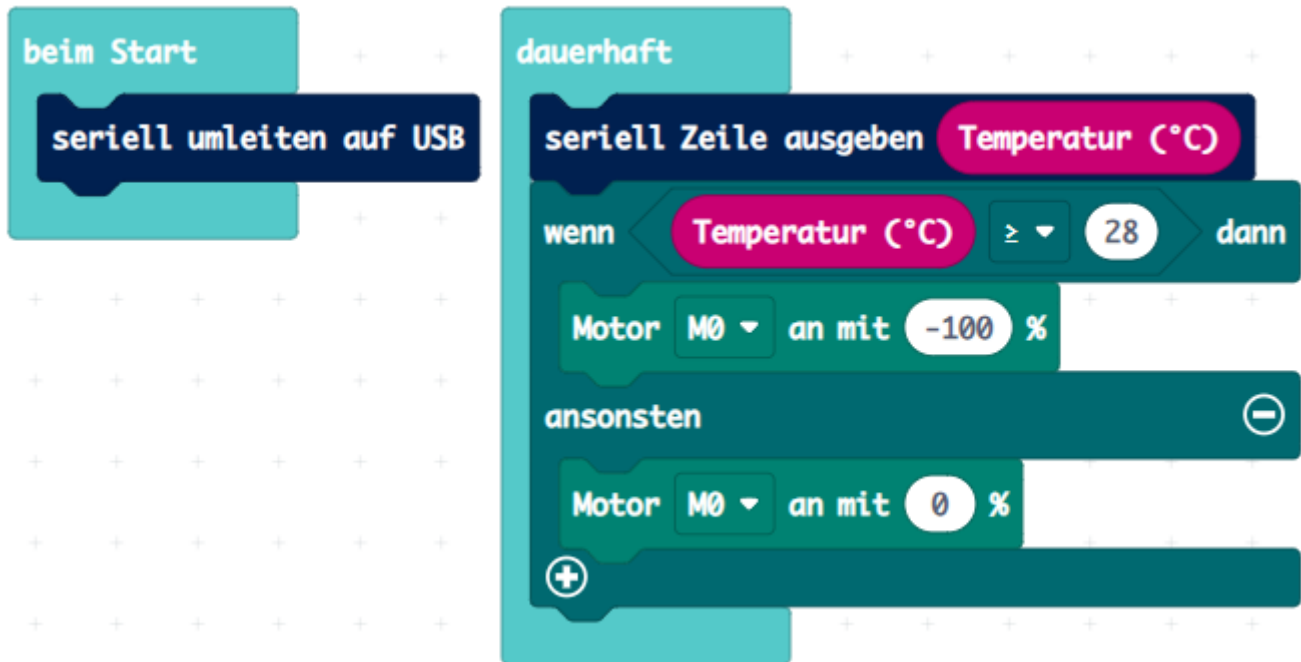 beim Start
seriell umleiten auf USB
dauerhaft
seriell Zeile ausgeben Temperatur (°C)
wenn Temperatur (°C) ≥ 28 dann
Motor M0 an mit -100 %
ansonsten
Motor M0 an mit 0 %